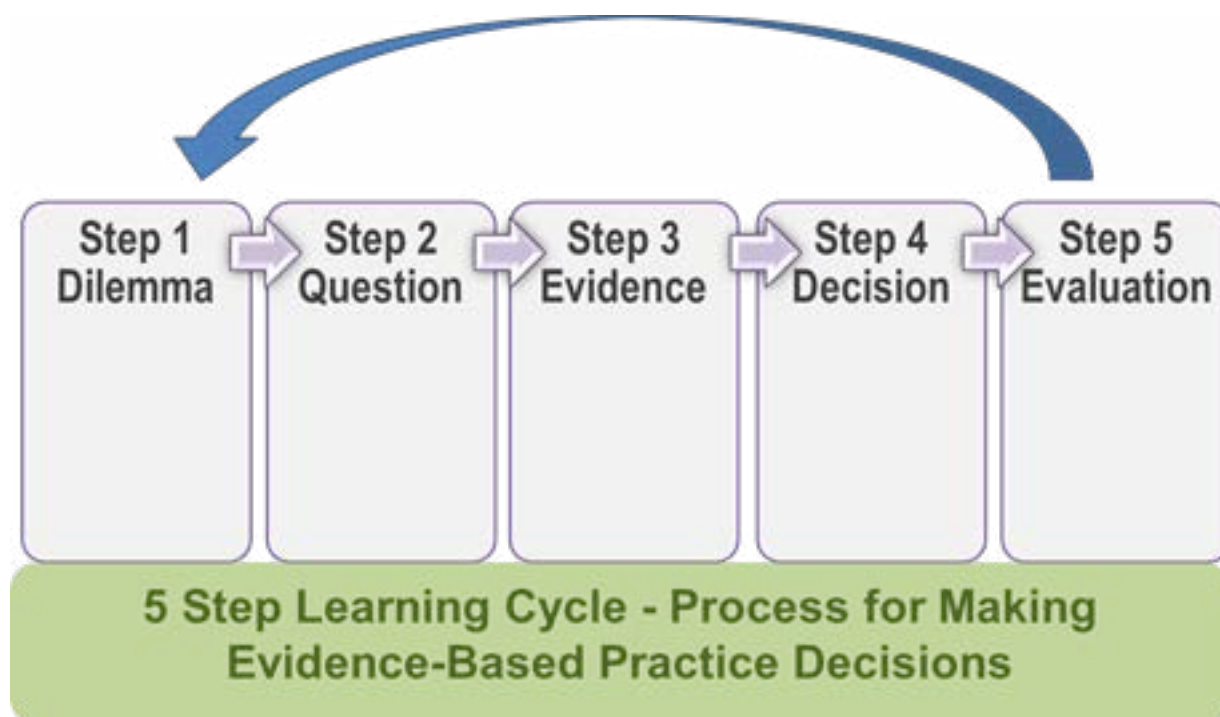 Step 1
Dilemma
Step 2
Question
Step 3
Evidence
Step 4
Decision
Step 5
Evaluation
5 Step Learning Cycle - Process for Making
Evidence-Based Practice Decisions